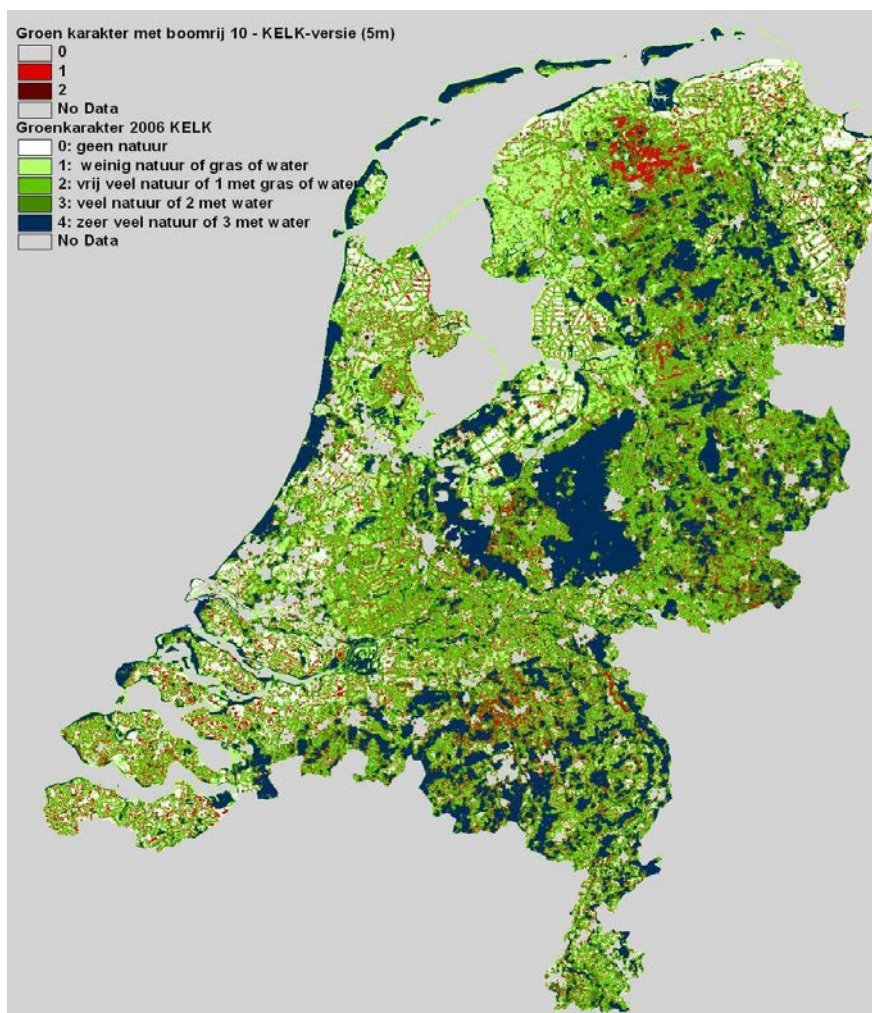 Groen karakter met boomrij 10 - KELK-versie (5m)
0
1
2
No Data
Groenkarakter 2006 KELK
0: geen natuur
1: weinig natuur of gras of water
2: vrij veel natuur of 1 met gras of water
3: veel natuur of 2 met water
4: zeer veel natuur of 3 met water
No Data